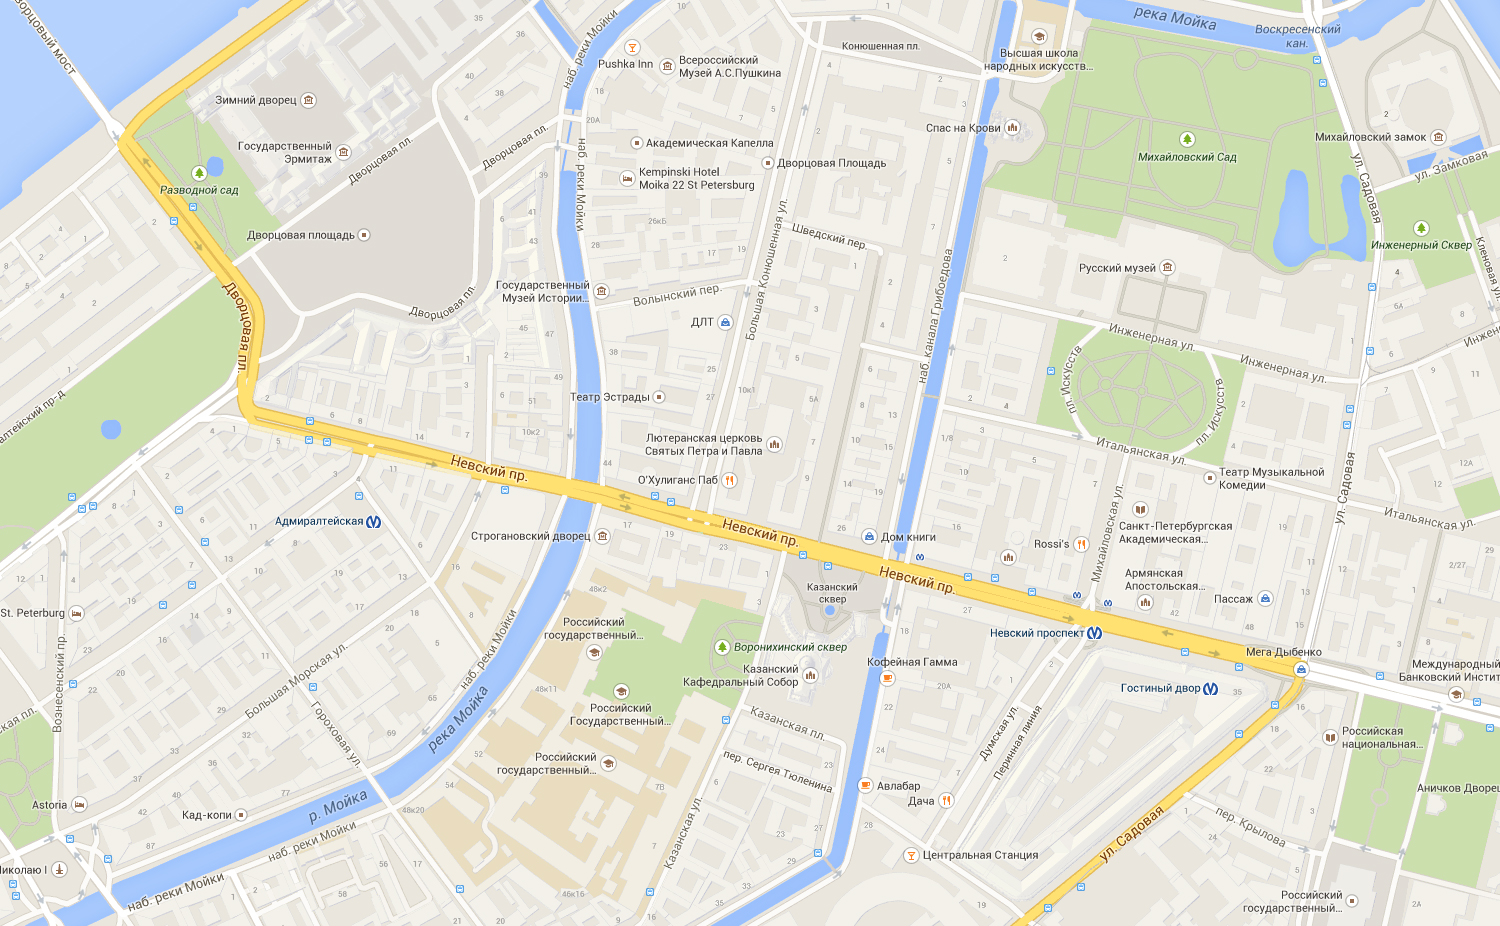 Дворцовый мост
наб. реки Мойки
река Мойка
Воскресенский
кан.
Pushka Inn
Всероссийский
Музей А.С.Пушкина
Конюшенная пл.
Высшая школа
народных искусств...
Зимний дворец
Государственный
Эрмитаж
Дворцовая пл.
Дворцовая пл.
наб. реки Мойки
Академическая Капелла
Дворцовая Площадь
Спас на Крови
Михайловский Сад
Михайловский замок
ул. Замковая
ул. Садовая
Разводной сад
Kempinski Hotel
Moika 22 St Petersburg
Дворцовая площадь
Большая Конюшенная ул.
Шведский пер.
Инженерный Сквер
Кленовая ул.
Русский музей
наб. канала Грибоедова
Государственный
Музей Истории...
Волынский пер.
Дворцовая пл.
Дворцовая пл.
ДЛТ
Инженерная ул.
Инженерная ул.
пл. Искусств
пл. Искусств
Театр Эстрады
Лютеранская церковь
Святых Петра и Павла
О'Хулиганс Паб
Невский пр.
Итальянская ул.
Театр Музыкальной
Комедии
ул. Садовая
Итальянская ул.
Адмиралтейская
Строгановский дворец
Невский пр.
Дом книги
Rossi's
Михайловская ул.
Санкт-Петербургская
Академическая...
Невский пр.
Казанский
сквер
Армянская
Апостольская...
Пассаж
St. Peterburg
Российский
государственный...
Невский проспект
Мега Дыбенко
Воронихинский сквер
Казанский
Кафедральный Собор
Кофейная Гамма
Международный
Банковский Инстит
Гостиный двор
Вознесенский пр.
Большая Морская ул.
Гороховая ул.
наб. реки Мойки
река Мойка
Российский
Государственный...
Казанская пл.
Думская ул.
Перинная линия
Российская
национальная...
Российский
государственный...
пер. Сергея Тюленина
Авлабар
Дача
Аничков Дворец
Astoria
Кад-копи
р. Мойка
наб. реки Мойки
Казанская ул.
ул. Садовая
пер. Крылова
Центральная Станция
Николаю I
наб. реки Мойки
Российский
государственный...